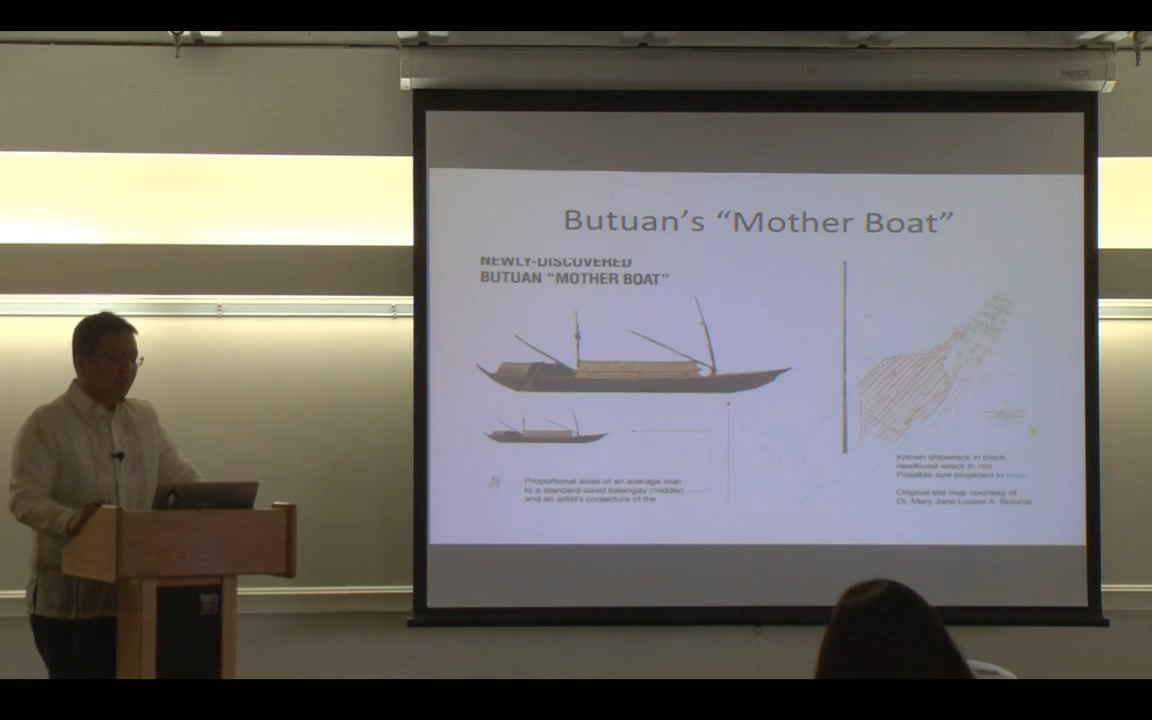 Butuan's "Mother Boat"
NEWLY-DISCOVERED
BUTUAN "MOTHER BOAT"
Proportional sizes of an average man
to a standard-sized balangay (middle)
and an artist's conjecture of the
Known shipwreck in black,
newfound wreck in red.
Possible size projected in
Original site map courtesy of
Dr. Mary Jane Louise A. Bolunia.